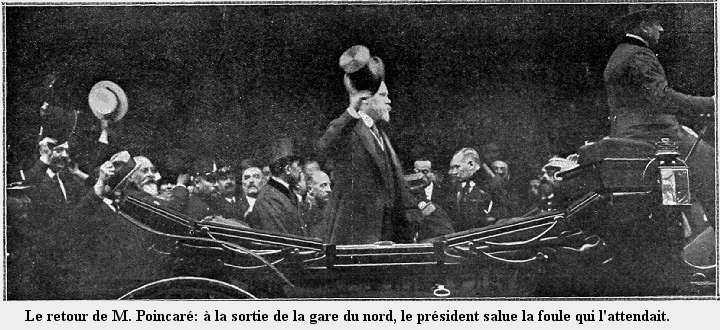 Le retour de M. Poincaré: à la sortie de la gare du nord, le président salue la foule qui l'attendait.